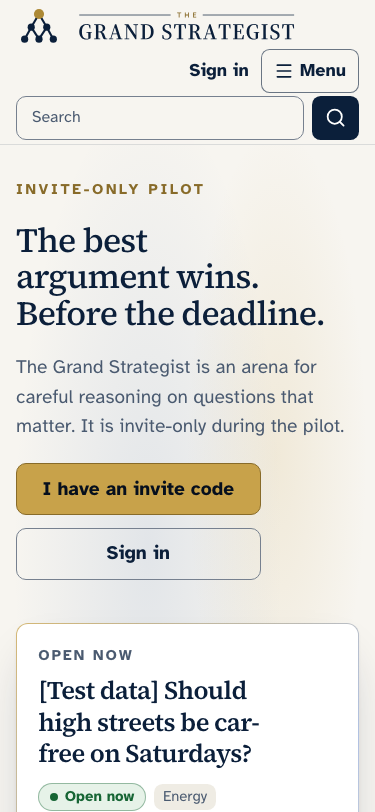 THE
GRAND STRATEGIST
Sign in
Menu
Search
INVITE-ONLY PILOT
The best
argument wins.
Before the deadline.
The Grand Strategist is an arena for
careful reasoning on questions that
matter. It is invite-only during the pilot.
I have an invite code
Sign in
OPEN NOW
[Test data] Should
high streets be car-
free on Saturdays?
Open now
Energy